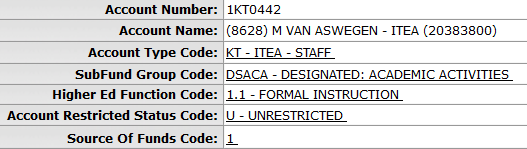 Account Number: 1KT0442
Account Name: (8628) M VAN ASWEGEN - ITEA (20383800)
Account Type Code: KT - ITEA - STAFF
SubFund Group Code: DSACA - DESIGNATED: ACADEMIC ACTIVITIES
Higher Ed Function Code: 1.1 - FORMAL INSTRUCTION
Account Restricted Status Code: U - UNRESTRICTED
Source Of Funds Code: 1